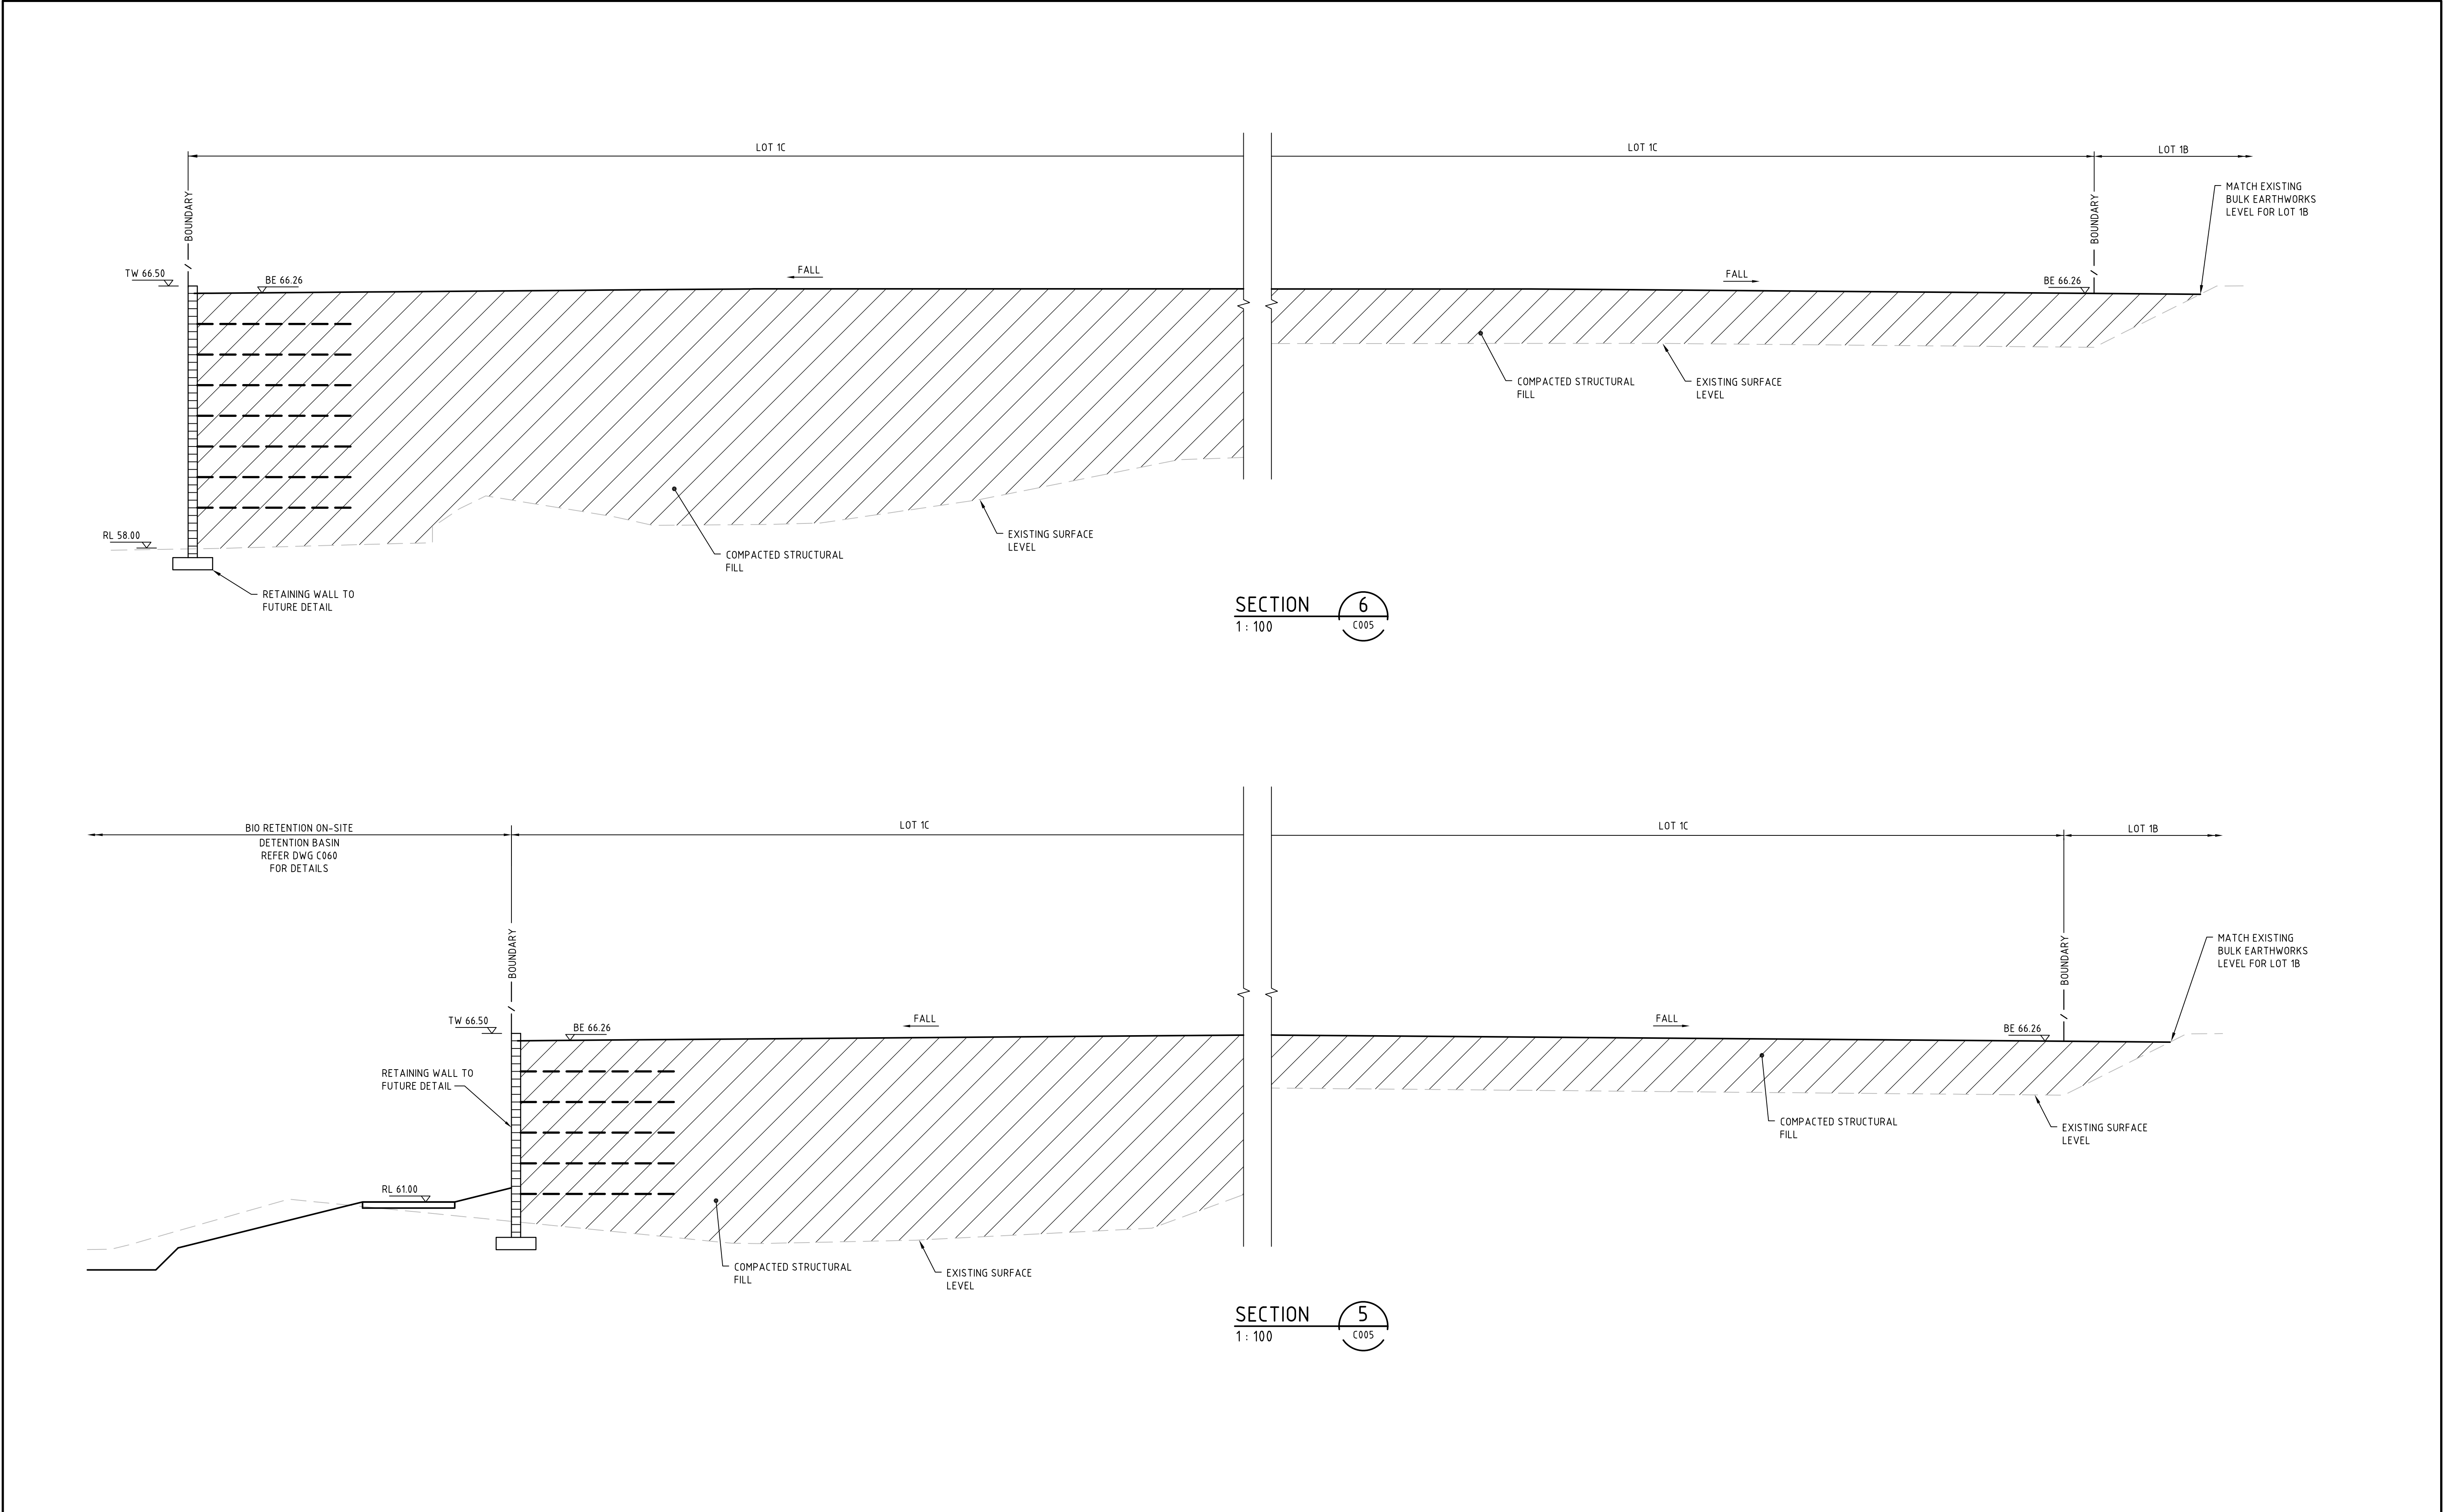 LOT 1C
LOT 1C
LOT 1B
MATCH EXISTING
BULK EARTHWORKS
LEVEL FOR LOT 1B
BOUNDARY
BOUNDARY
TW 66.50
BE 66.26
FALL
FALL
BE 66.26
COMPACTED STRUCTURAL
FILL
EXISTING SURFACE
LEVEL
RL 58.00
EXISTING SURFACE
LEVEL
COMPACTED STRUCTURAL
FILL
RETAINING WALL TO
FUTURE DETAIL
SECTION 6
1 : 100 C005
BIO RETENTION ON-SITE
DETENTION BASIN
REFER DWG C060
FOR DETAILS
LOT 1C
LOT 1C
LOT 1B
BOUNDARY
BOUNDARY
MATCH EXISTING
BULK EARTHWORKS
LEVEL FOR LOT 1B
TW 66.50
BE 66.26
FALL
FALL
BE 66.26
RETAINING WALL TO
FUTURE DETAIL
COMPACTED STRUCTURAL
FILL
EXISTING SURFACE
LEVEL
RL 61.00
COMPACTED STRUCTURAL
FILL
EXISTING SURFACE
LEVEL
SECTION 5
1 : 100 C005